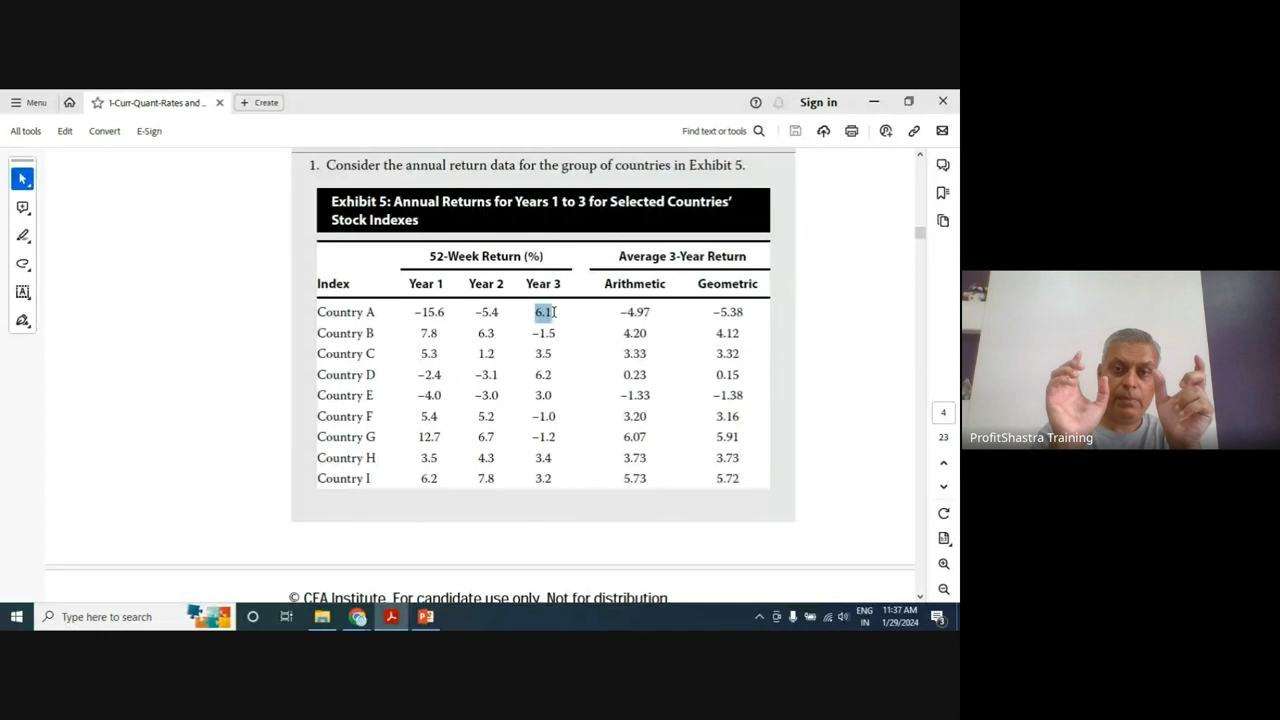 Menu
1-Curr-Quant-Rates and ...
Create
Sign in
All tools
Edit
Convert
E-Sign
Find text or tools
1. Consider the annual return data for the group of countries in Exhibit 5.
Exhibit 5: Annual Returns for Years 1 to 3 for Selected Countries’
Stock Indexes
52-Week Return (%) Average 3-Year Return
Index Year 1 Year 2 Year 3 Arithmetic Geometric
Country A −15.6 −5.4 6.1 −4.97 −5.38
Country B 7.8 6.3 −1.5 4.20 4.12
Country C 5.3 1.2 3.5 3.33 3.32
Country D −2.4 −3.1 6.2 0.23 0.15
Country E −4.0 −3.0 3.0 −1.33 −1.38
Country F 5.4 5.2 −1.0 3.20 3.16
Country G 12.7 6.7 −1.2 6.07 5.91
Country H 3.5 4.3 3.4 3.73 3.73
Country I 6.2 7.8 3.2 5.73 5.72
© CFA Institute. For candidate use only. Not for distribution.
4
23
ProfitShastra Training
Type here to search
ENG
IN
11:37 AM
1/29/2024
3